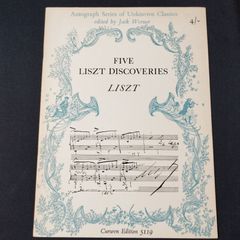 Autograph Series of Unknown Classics
edited by Jack Werner
4/-
FIVE
LISZT DISCOVERIES
LISZT
Curwen Edition 5119